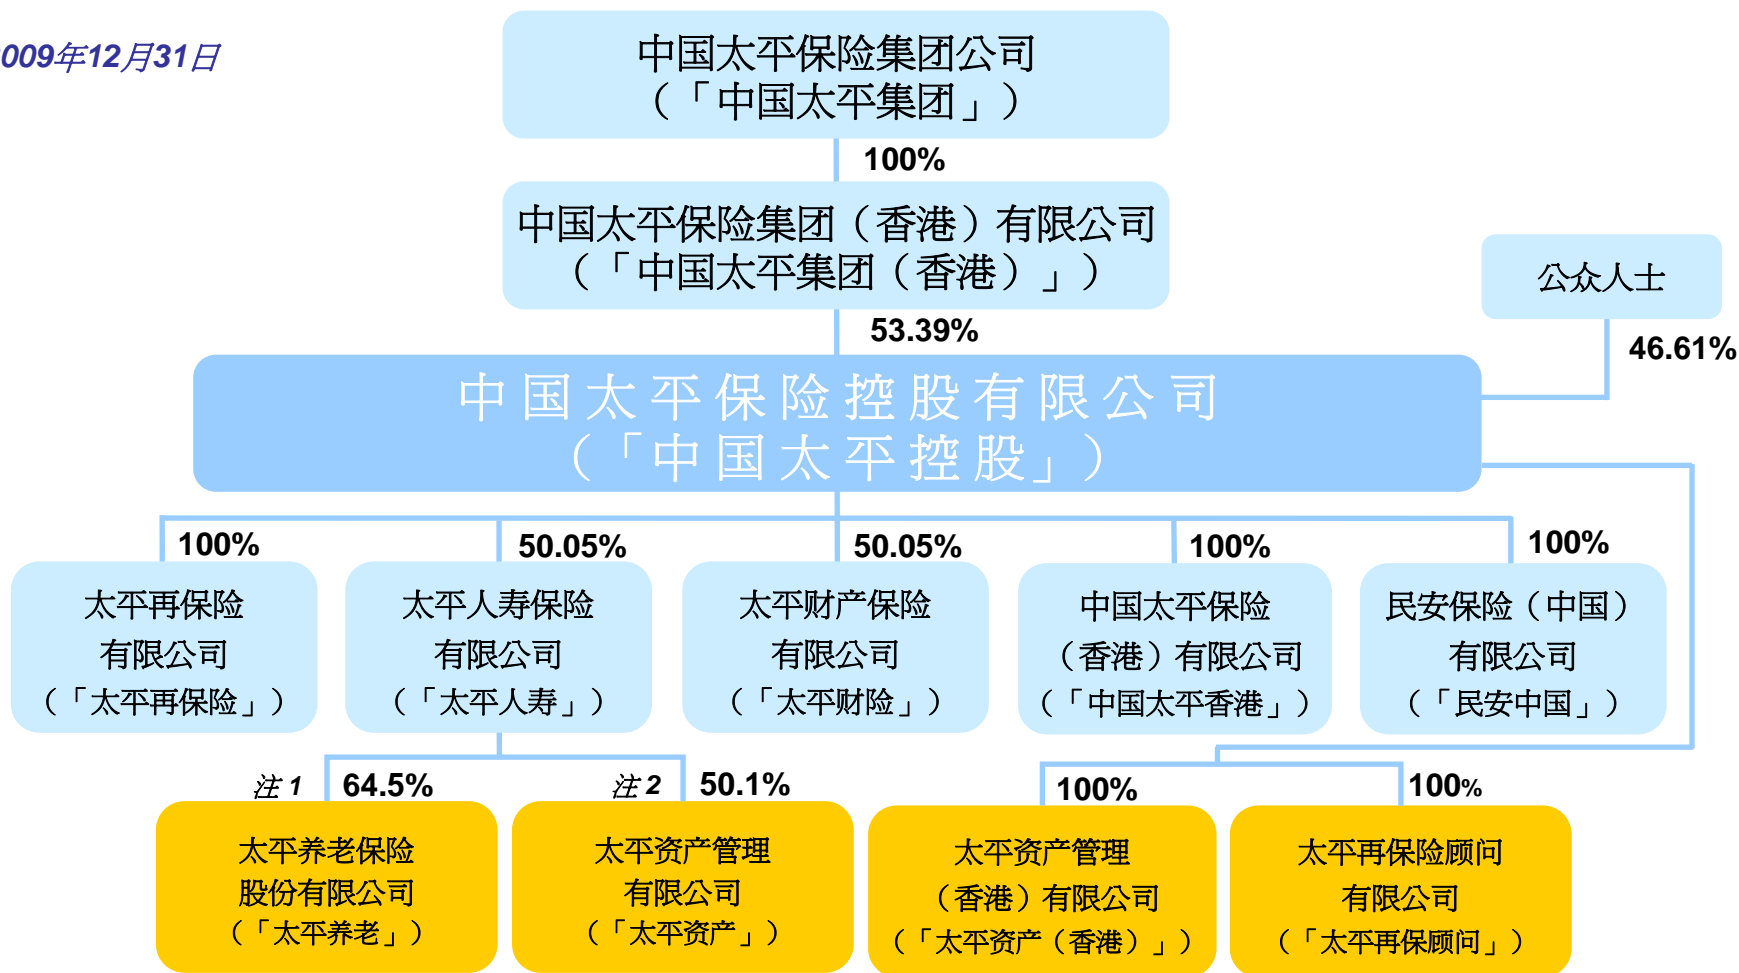 009年12月31日
中国太平保险集团公司
（「中国太平集团」）
100%
中国太平保险集团（香港）有限公司
（「中国太平集团（香港）」）
公众人士
53.39%
46.61%
中国太平保险控股有限公司
（「中国太平控股」）
100%
50.05%
50.05%
100%
100%
太平再保险
有限公司
（「太平再保险」）
太平人寿保险
有限公司
（「太平人寿」）
太平财产保险
有限公司
（「太平财险」）
中国太平保险
（香港）有限公司
（「中国太平香港」）
民安保险（中国）
有限公司
（「民安中国」）
注1 64.5%
注2 50.1%
100%
100%
太平养老保险
股份有限公司
（「太平养老」）
太平资产管理
有限公司
（「太平资产」）
太平资产管理
（香港）有限公司
（「太平资产（香港）」）
太平再保险顾问
有限公司
（「太平再保顾问」）